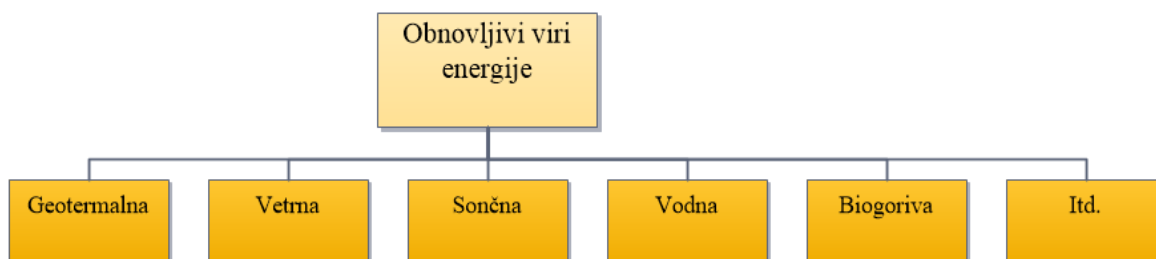 Obnovljivi viri
energije
Geotermalna
Vetrna
Sončna
Vodna
Biogoriva
Itd.